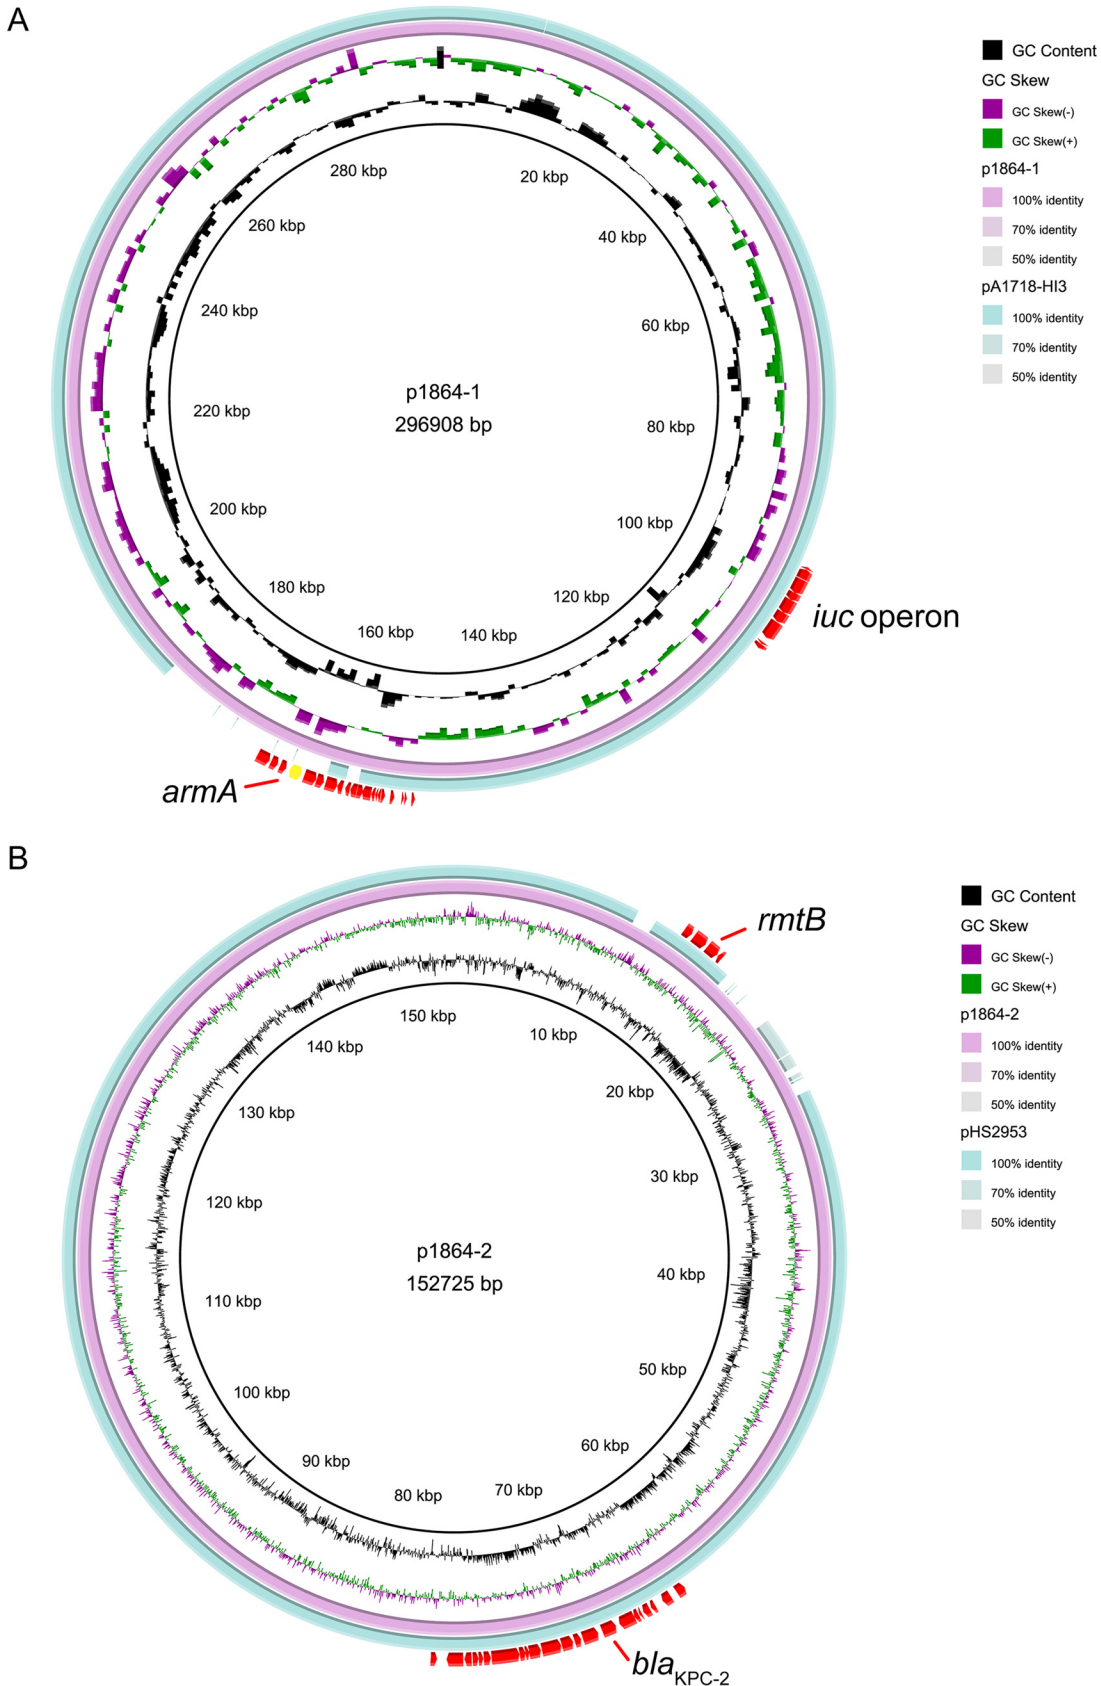 A
GC Content
GC Skew
GC Skew(-)
GC Skew(+)
p1864-1
100% identity
70% identity
50% identity
pA1718-HI3
100% identity
70% identity
50% identity
280 kbp
20 kbp
260 kbp
40 kbp
240 kbp
60 kbp
p1864-1
296908 bp
220 kbp
80 kbp
200 kbp
100 kbp
180 kbp
120 kbp
160 kbp
140 kbp
iuc operon
armA
B
GC Content
GC Skew
GC Skew(-)
GC Skew(+)
p1864-2
100% identity
70% identity
50% identity
pHS2953
100% identity
70% identity
50% identity
rmtB
150 kbp
10 kbp
140 kbp
20 kbp
130 kbp
30 kbp
120 kbp
p1864-2
152725 bp
40 kbp
110 kbp
50 kbp
100 kbp
60 kbp
90 kbp
70 kbp
80 kbp
blaKPC-2